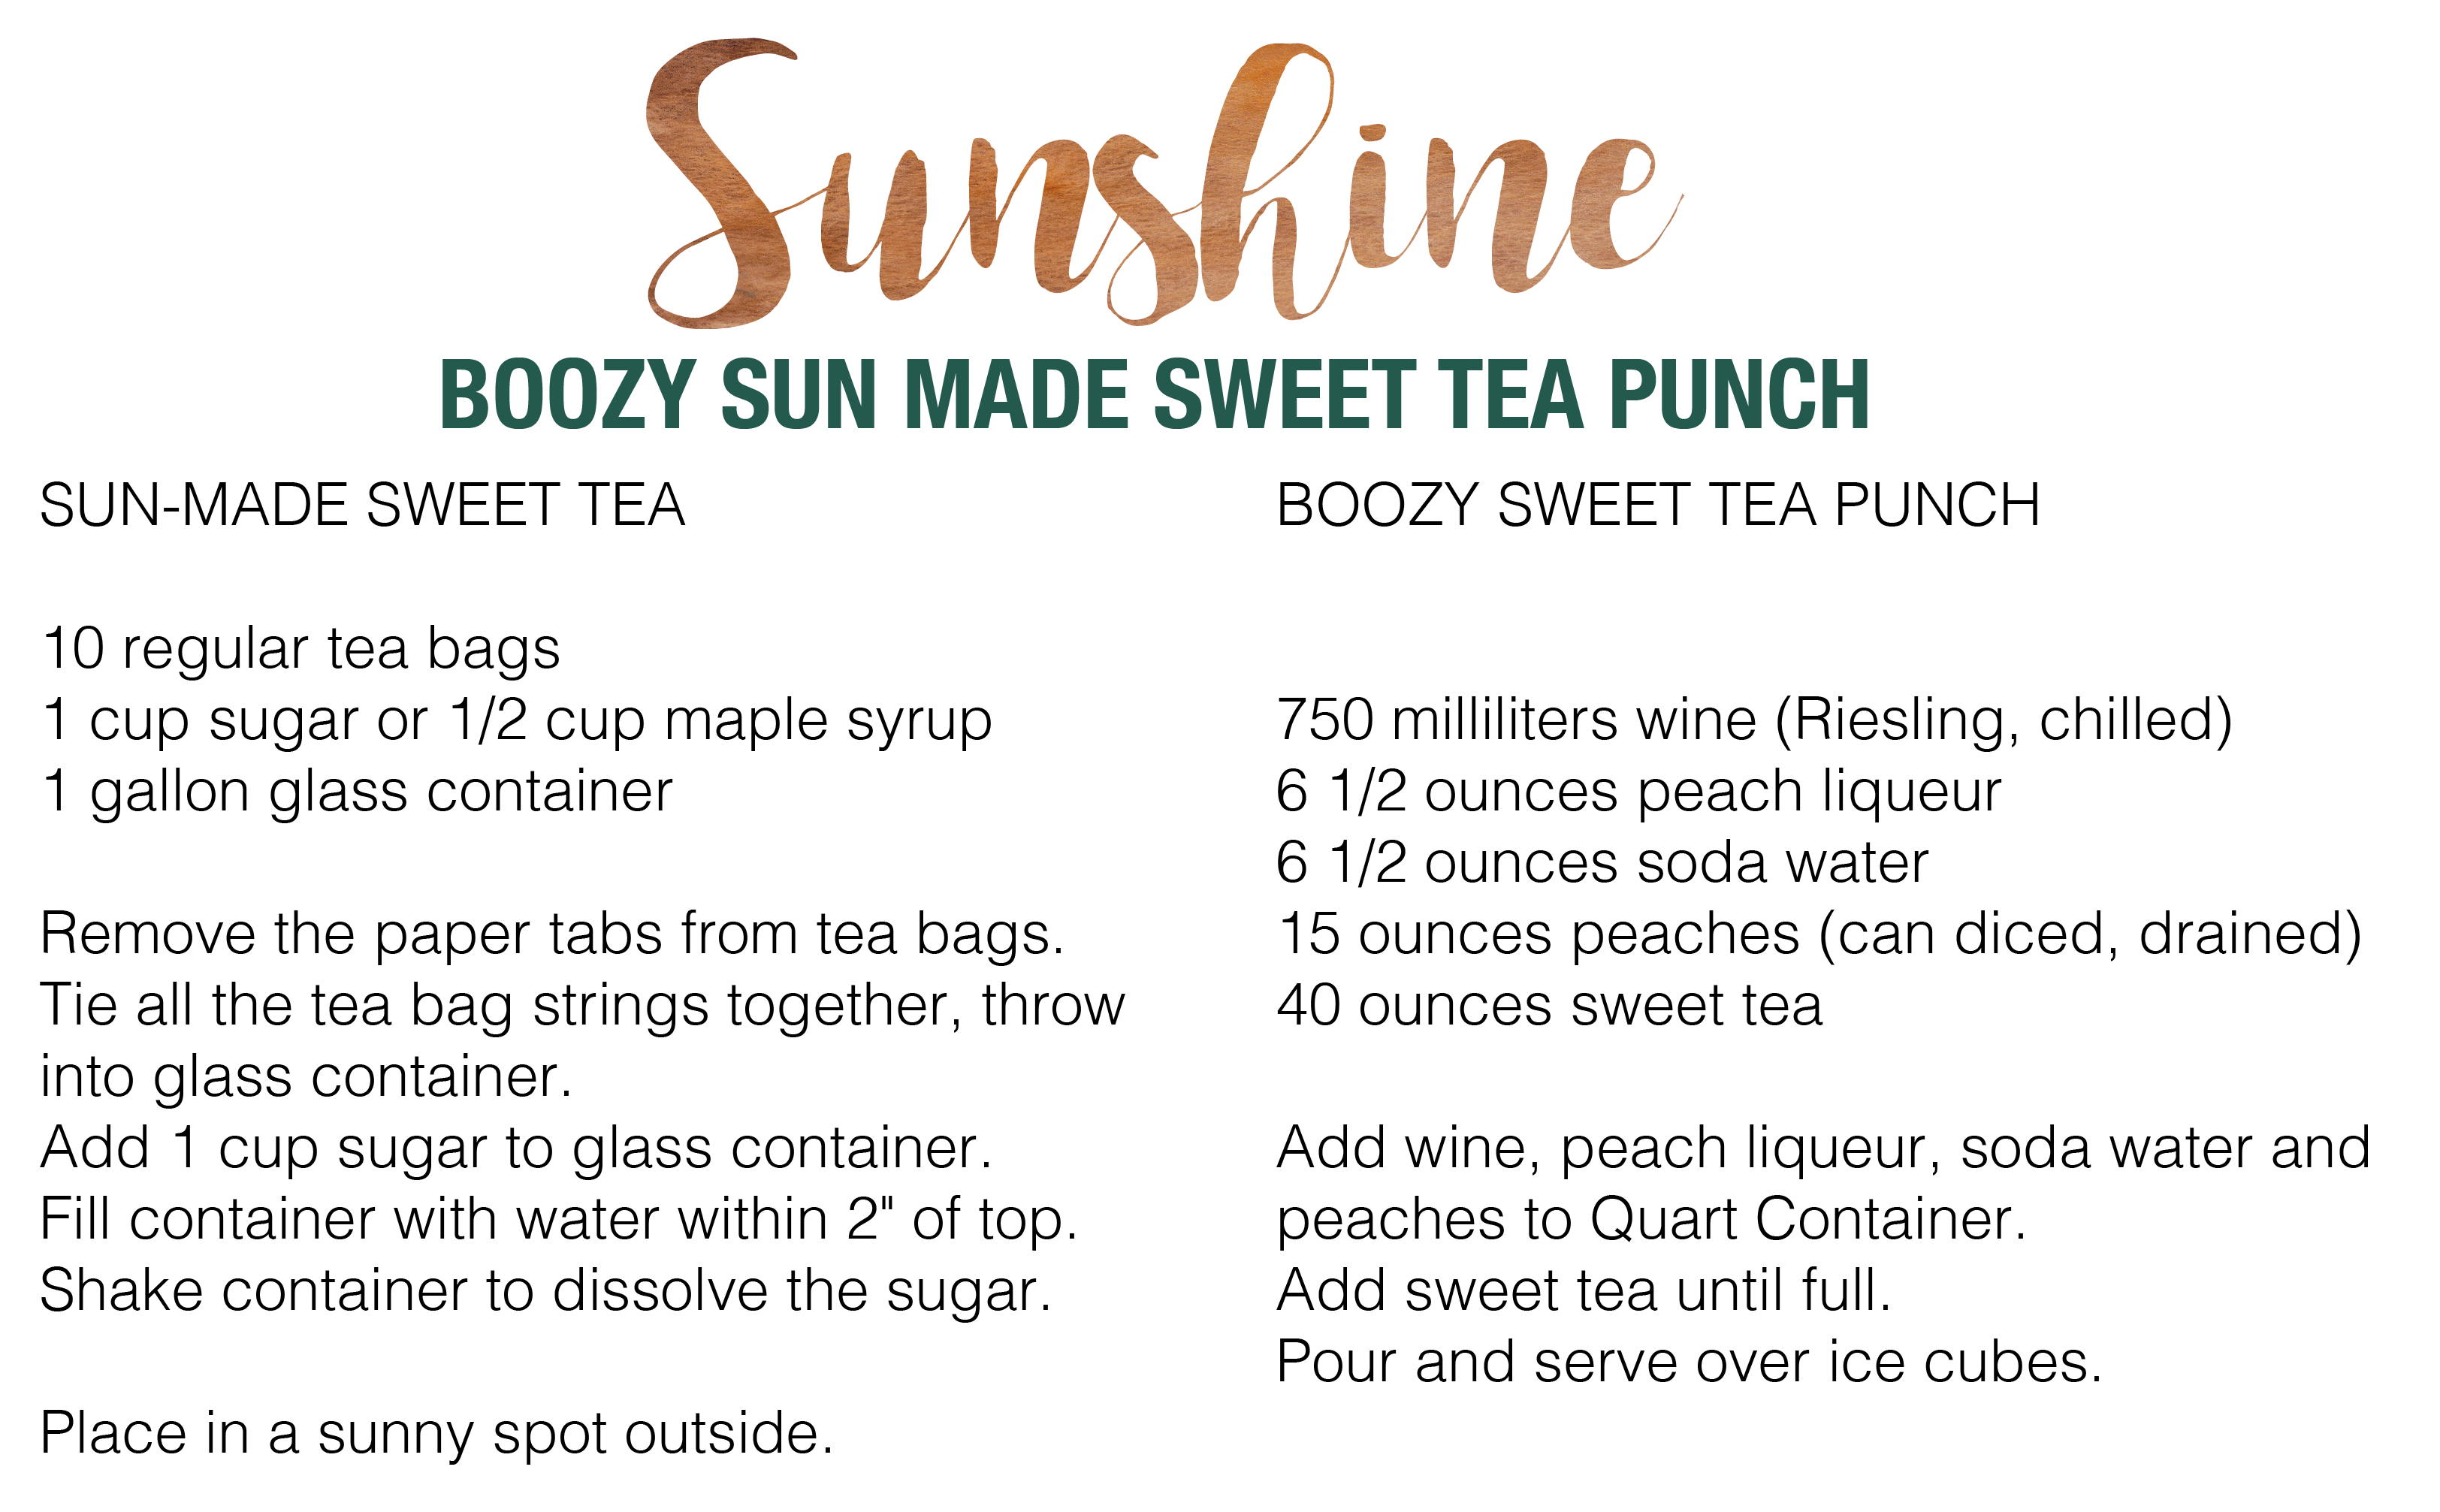 Sunshine
BOOZY SUN MADE SWEET TEA PUNCH
SUN-MADE SWEET TEA
10 regular tea bags
1 cup sugar or 1/2 cup maple syrup
1 gallon glass container
Remove the paper tabs from tea bags.
Tie all the tea bag strings together, throw
into glass container.
Add 1 cup sugar to glass container.
Fill container with water within 2" of top.
Shake container to dissolve the sugar.
Place in a sunny spot outside.
BOOZY SWEET TEA PUNCH
750 milliliters wine (Riesling, chilled)
6 1/2 ounces peach liqueur
6 1/2 ounces soda water
15 ounces peaches (can diced, drained)
40 ounces sweet tea
Add wine, peach liqueur, soda water and
peaches to Quart Container.
Add sweet tea until full.
Pour and serve over ice cubes.